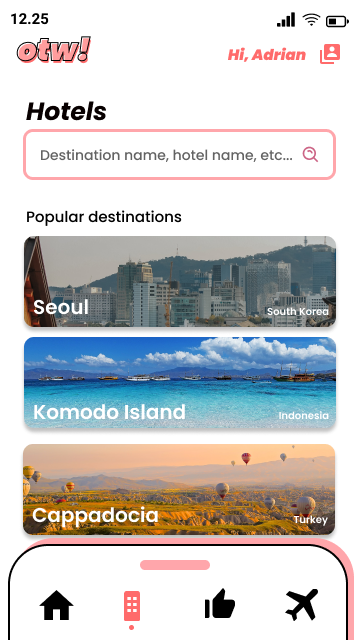 12.25
otw!
Hi, Adrian
Hotels
Destination name, hotel name, etc...
Popular destinations
Seoul
South Korea
Komodo Island
Indonesia
Cappadocia
Turkey